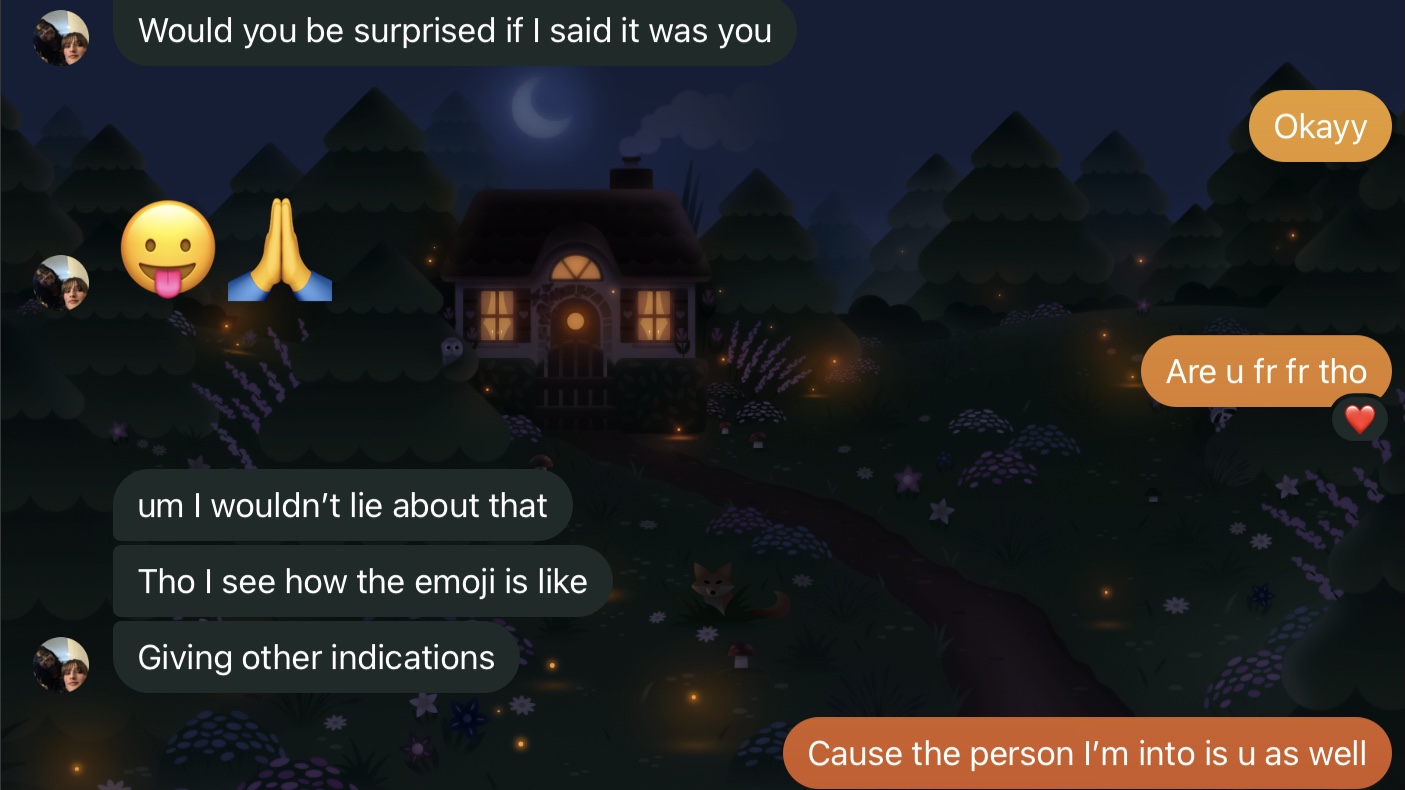 Would you be surprised if I said it was you
Okayy
😛🙏
Are u fr fr tho
❤️
um I wouldn’t lie about that
Tho I see how the emoji is like
Giving other indications
Cause the person I’m into is u as well